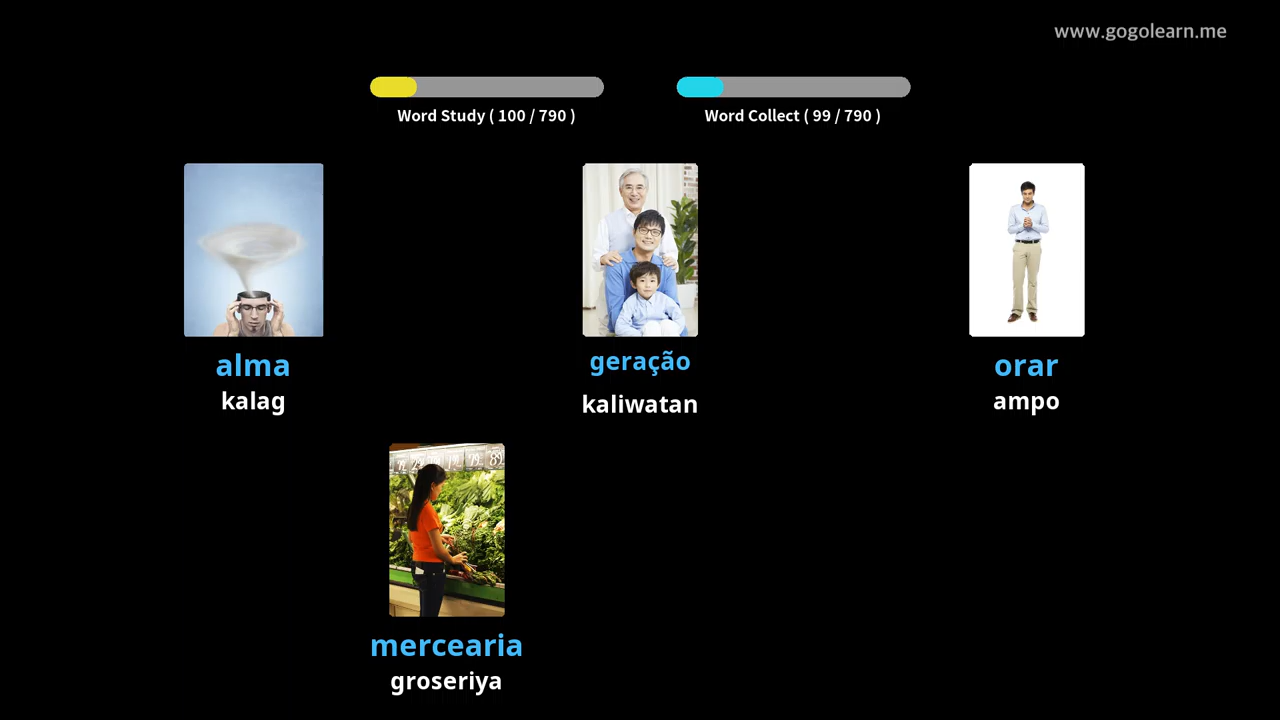 www.gogolearn.me
Word Study ( 100 / 790 )
Word Collect ( 99 / 790 )
alma
kalag
geração
kaliwatan
orar
ampo
mercearia
groseriya